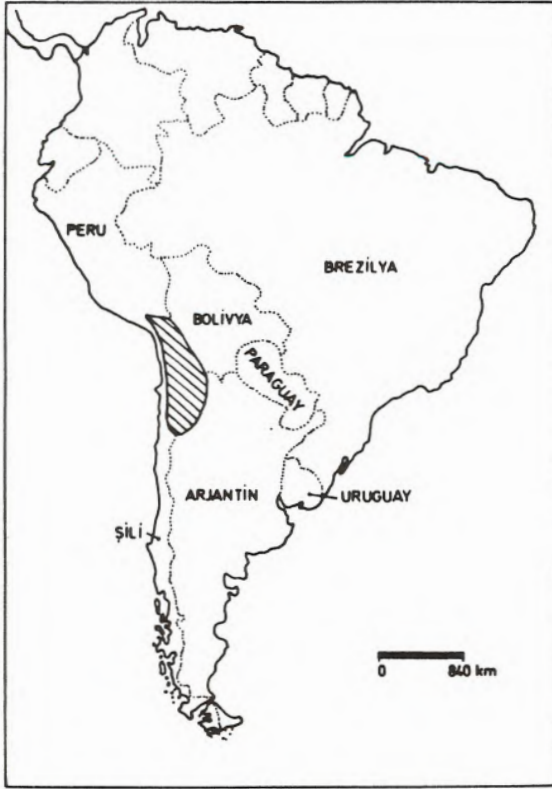 PERU
BREZİLYA
BOLİVYA
PARAGUAY
ARJANTİN
URUGUAY
ŞİLİ
0 840 km